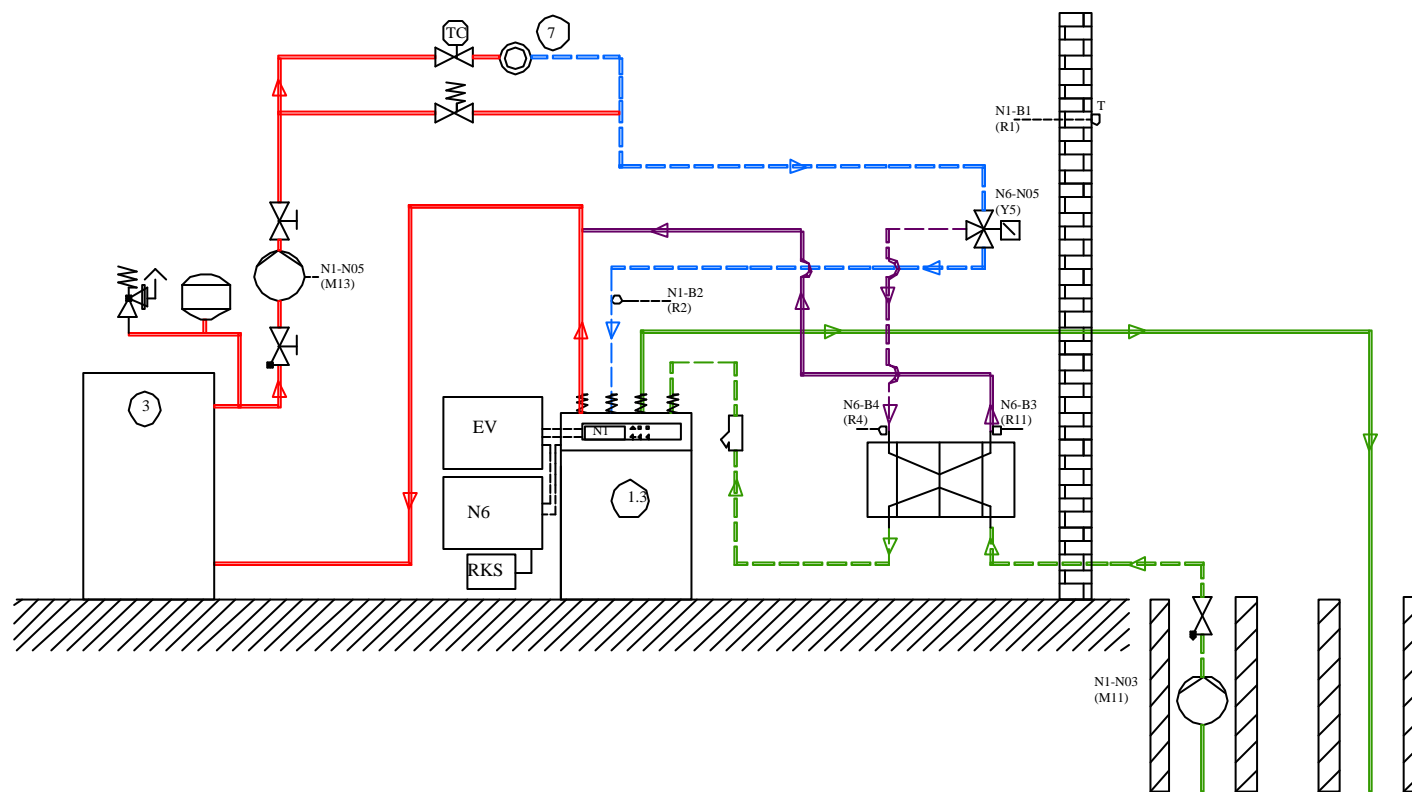 TC
7
N1-B1
(R1)
T
N6-N05
(Y5)
N1-N05
(M13)
N1-B2
(R2)
3
EV
N1
N6-B4
(R4)
N6-B3
(R11)
N6
1.3
RKS
N1-N03
(M11)